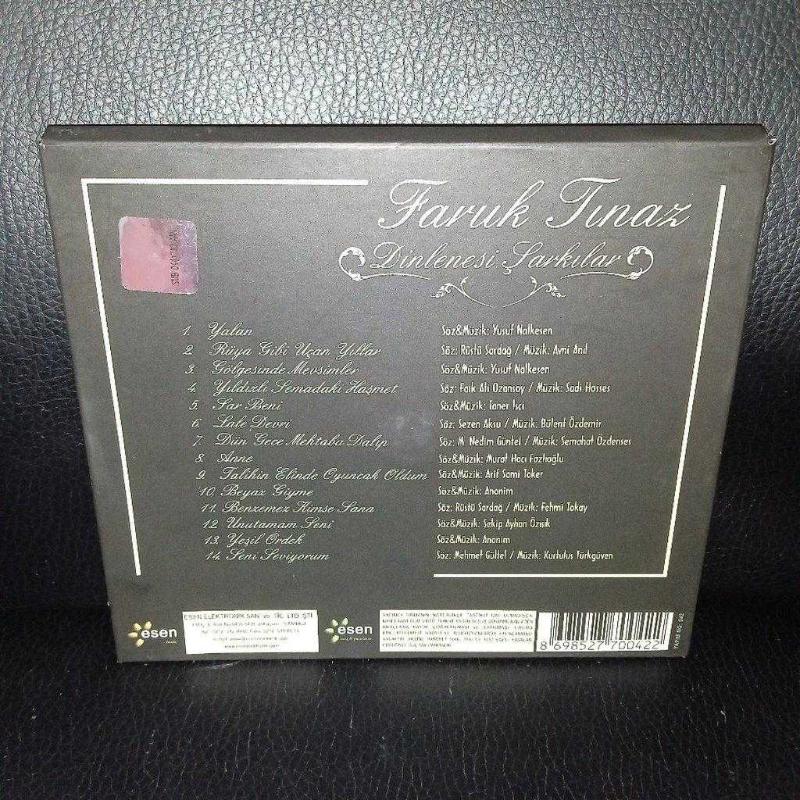 Faruk Tınaz
Dinlenesi Şarkılar
1. Yalan Söz&Müzik: Yusuf Nalkesen
2. Rüya Gibi Uçan Yıllar Söz: Rüştü Şardağ / Müzik: Avni Anıl
3. Gölgesinde Mevsimler Söz&Müzik: Yusuf Nalkesen
4. Yıldızlı Semadaki Haşmet Söz: Faik Ali Ozansoy / Müzik: Sadi Hoşses
5. Sar Beni Söz&Müzik: Taner İşçi
6. Lale Devri Söz: Sezen Aksu / Müzik: Bülent Özdemir
7. Dün Gece Mehtaba Dalıp Söz: M. Nedim Güntel / Müzik: Semahat Özdenses
8. Anne Söz&Müzik: Murat Hacı Fazlıoğlu
9. Talihin Elinde Oyuncak Oldum Söz&Müzik: Arif Sami Toker
10. Beyaz Giyme Söz&Müzik: Anonim
11. Benzemez Kimse Sana Söz: Rüştü Şardağ / Müzik: Fehmi Tokay
12. Unutamam Seni Söz&Müzik: Şekip Ayhan Özışık
13. Yeşil Ördek Söz&Müzik: Anonim
14. Seni Seviyorum Söz: Mehmet Gültel / Müzik: Kurtuluş Türkgüven
esen
ESEN ELEKTRONİK SAN. ve TİC. LTD. ŞTİ.
esen
8 698527 700422